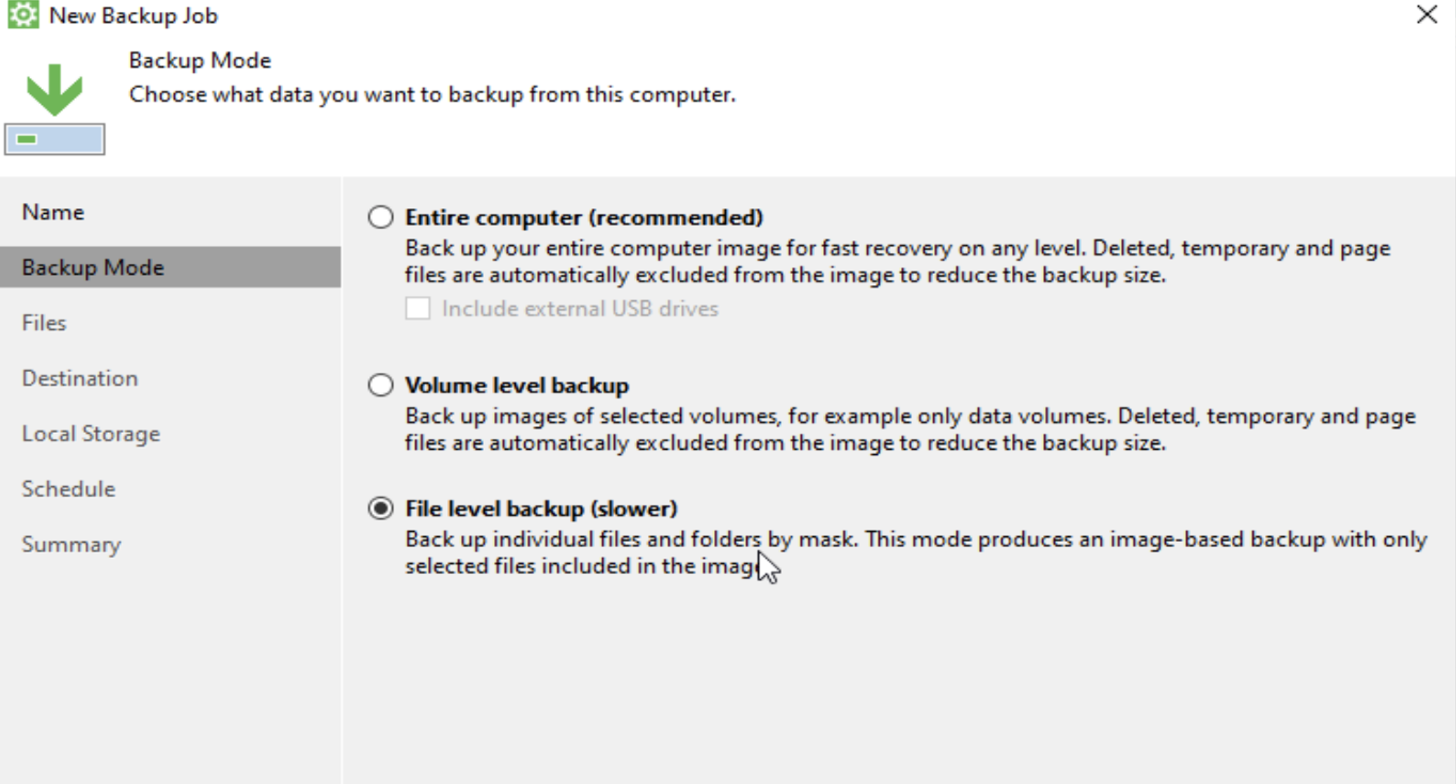 New Backup Job
Backup Mode
Choose what data you want to backup from this computer.
Name
Backup Mode
Files
Destination
Local Storage
Schedule
Summary
Entire computer (recommended)
Back up your entire computer image for fast recovery on any level. Deleted, temporary and page
files are automatically excluded from the image to reduce the backup size.
Include external USB drives
Volume level backup
Back up images of selected volumes, for example only data volumes. Deleted, temporary and page
files are automatically excluded from the image to reduce the backup size.
File level backup (slower)
Back up individual files and folders by mask. This mode produces an image-based backup with only
selected files included in the image